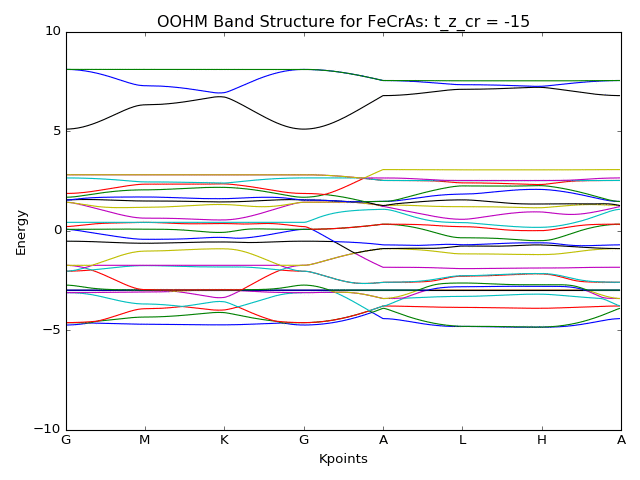 OOHM Band Structure for FeCrAs: t_z_cr = -15
10
5
0
−5
−10
Energy
G M K G A L H A
Kpoints